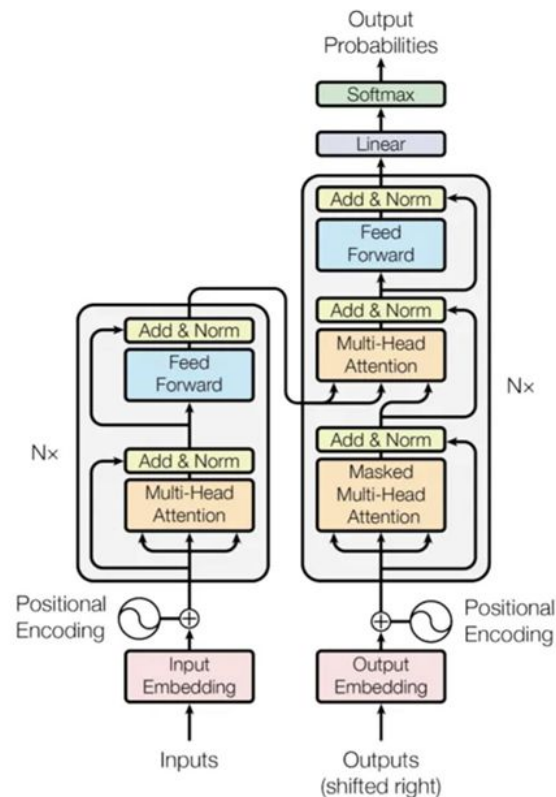 Output
Probabilities
Softmax
Linear
Add & Norm
Feed
Forward
Add & Norm
Multi-Head
Attention
Add & Norm
Masked
Multi-Head
Attention
N×
Add & Norm
Feed
Forward
Add & Norm
Multi-Head
Attention
N×
Positional
Encoding
Positional
Encoding
Input
Embedding
Output
Embedding
Inputs
Outputs
(shifted right)